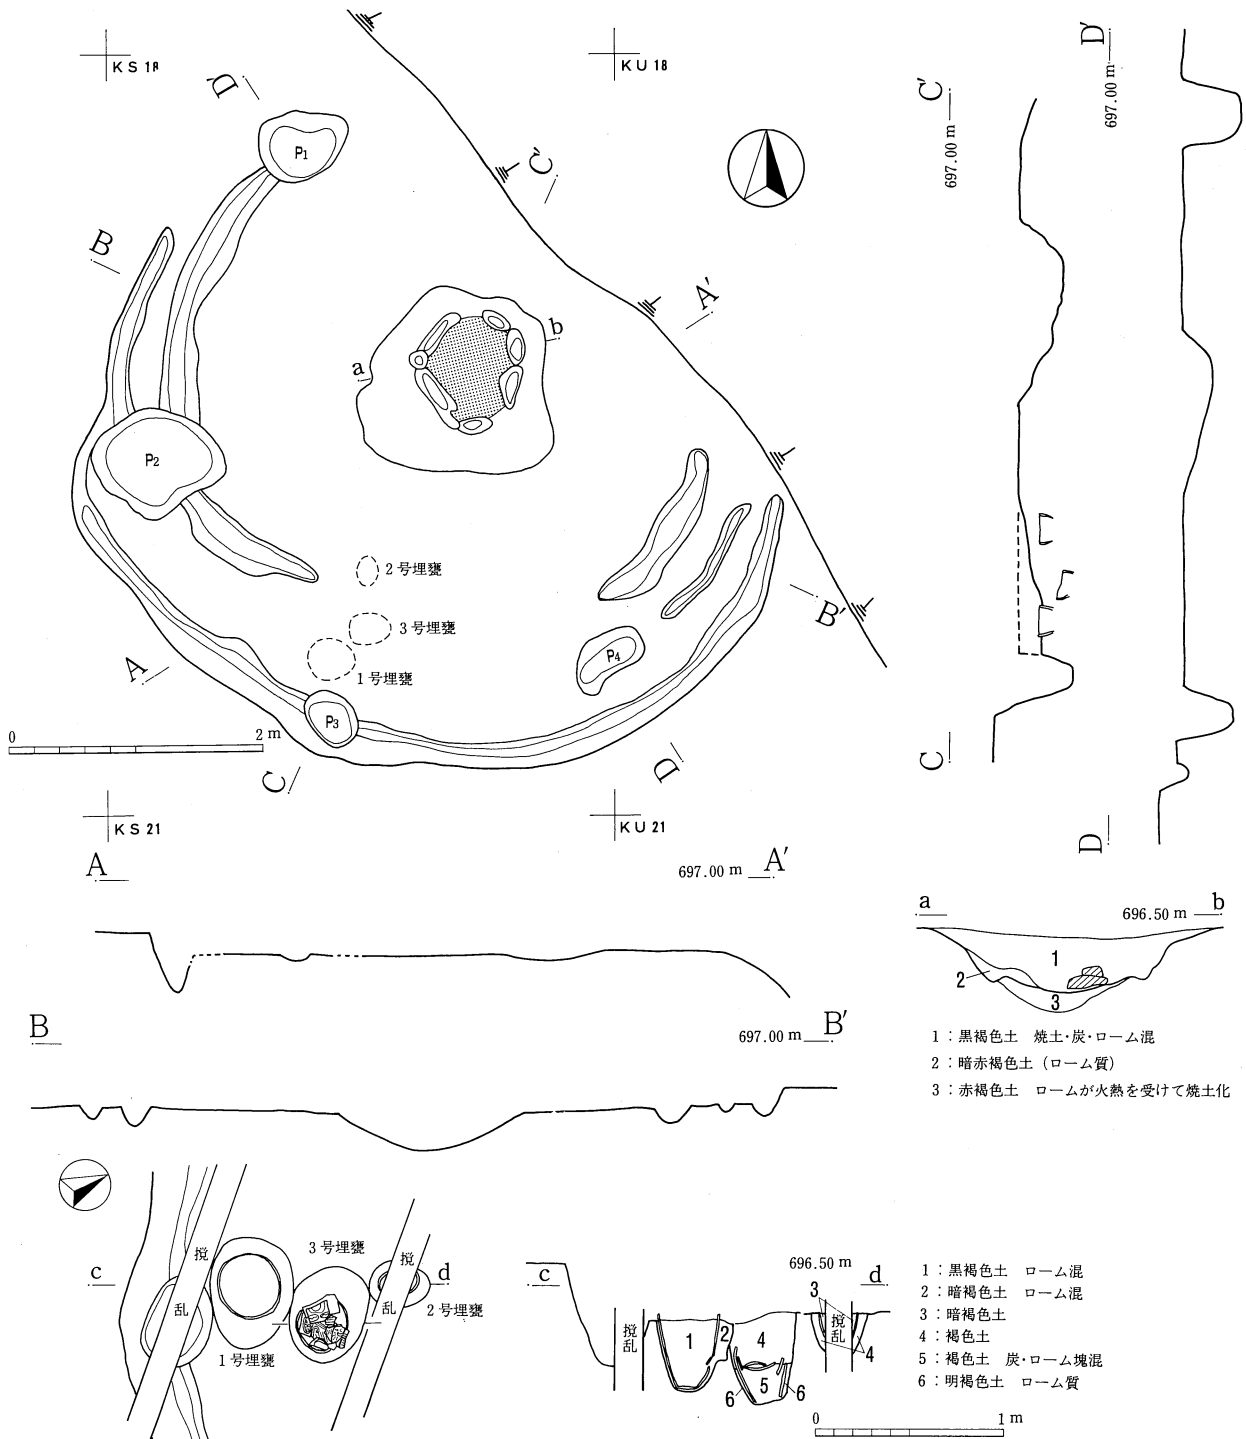 KS 18
KU 18
D'
C'
697.00 m
D'
697.00 m
P1
C'
B
A'
b
a
P2
2号埋甕
3号埋甕
1号埋甕
B'
A
P4
P3
0 2 m
C
D
C
D
KS 21
KU 21
A
697.00 m
A'
a
696.50 m
b
1
2
3
B
697.00 m
B'
1：黒褐色土 焼土・炭・ローム混
2：暗赤褐色土（ローム質）
3：赤褐色土 ロームが火熱を受けて焼土化
c
撹
乱
3号埋甕
撹
乱
d
2号埋甕
1号埋甕
c
696.50 m
d
撹乱
1
2
4
5
6
6
3
撹乱
4
1：黒褐色土 ローム混
2：暗褐色土 ローム混
3：暗褐色土
4：褐色土
5：褐色土 炭・ローム塊混
6：明褐色土 ローム質
0 1 m